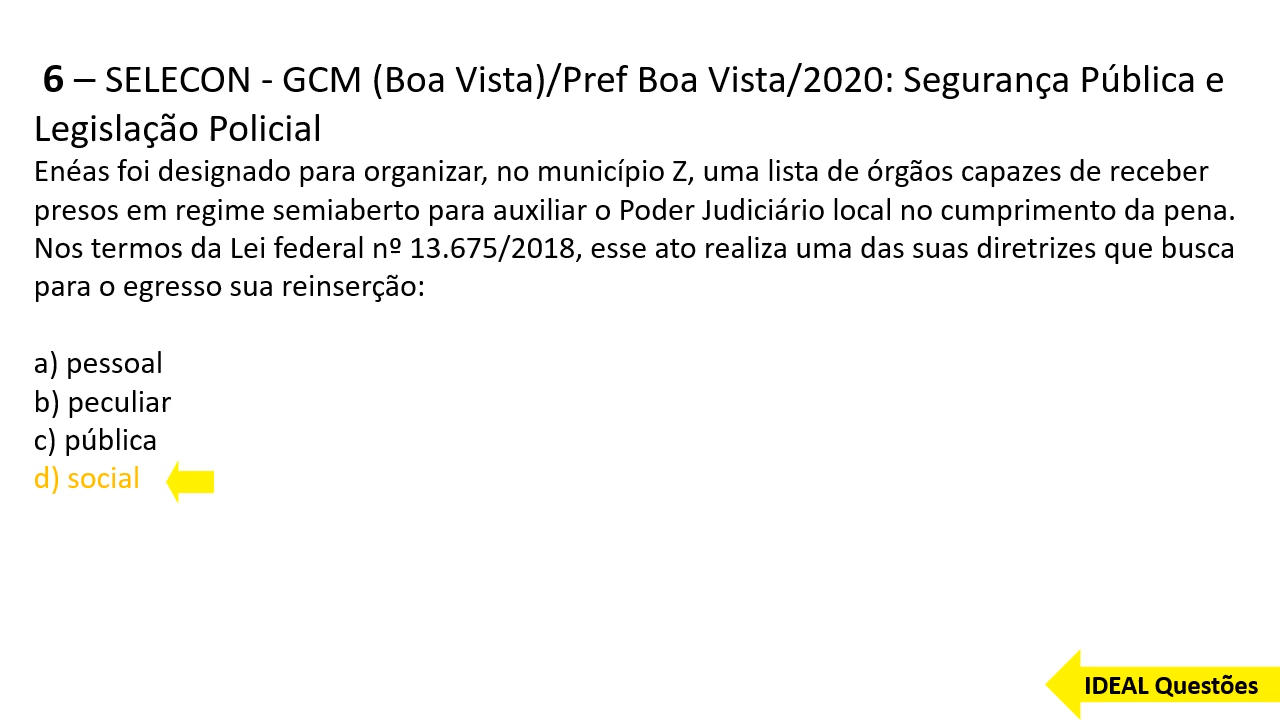 6 – SELECON - GCM (Boa Vista)/Pref Boa Vista/2020: Segurança Pública e
Legislação Policial
Enéas foi designado para organizar, no município Z, uma lista de órgãos capazes de receber
presos em regime semiaberto para auxiliar o Poder Judiciário local no cumprimento da pena.
Nos termos da Lei federal nº 13.675/2018, esse ato realiza uma das suas diretrizes que busca
para o egresso sua reinserção:
a) pessoal
b) peculiar
c) pública
d) social
IDEAL Questões